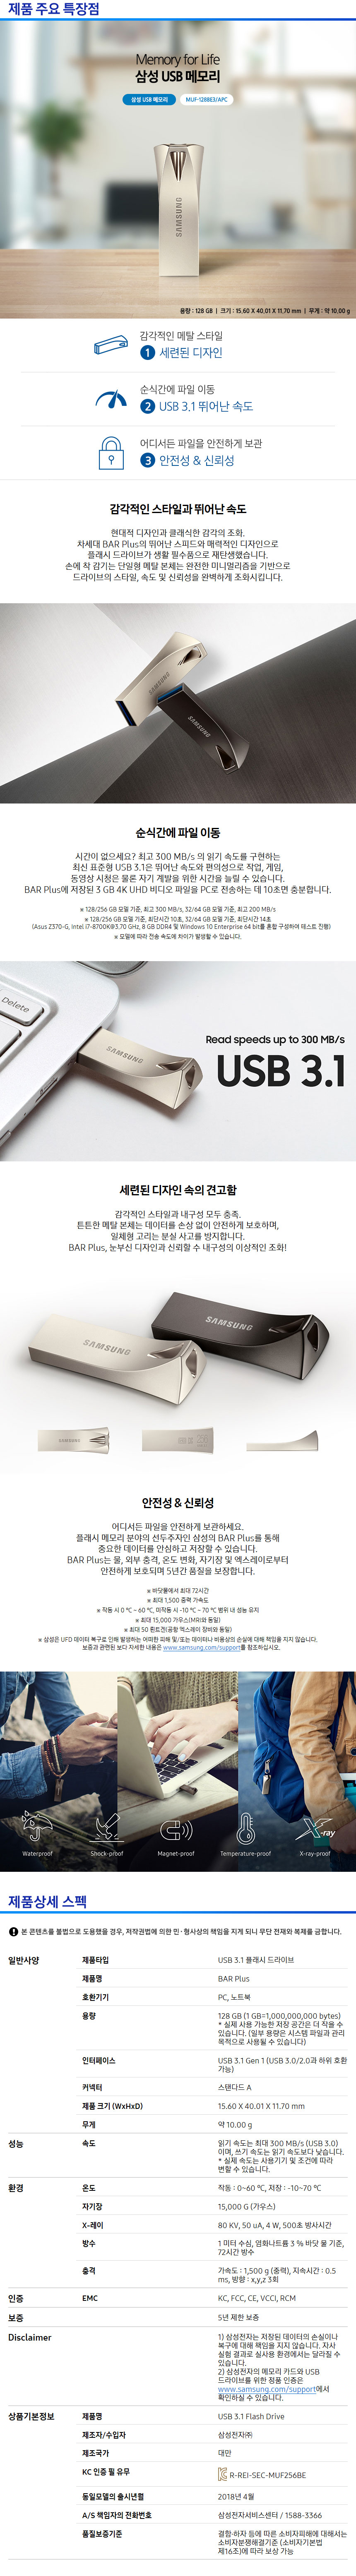 제품 주요 특장점
Memory for Life
삼성 USB 메모리
삼성 USB 메모리
MUF-128BE3/APC
SAMSUNG
용량 : 128 GB | 크기 : 15.60 X 40.01 X 11.70 mm | 무게 : 약 10.00 g
감각적인 메탈 스타일
1 세련된 디자인
순식간에 파일 이동
2 USB 3.1 뛰어난 속도
어디서든 파일을 안전하게 보관
3 안전성 & 신뢰성
감각적인 스타일과 뛰어난 속도
현대적 디자인과 클래식한 감각의 조화.
차세대 BAR Plus의 뛰어난 스피드와 매력적인 디자인으로
플래시 드라이브가 생활 필수품으로 재탄생했습니다.
손에 착 감기는 단일형 메탈 본체는 완전한 미니멀리즘을 기반으로
드라이브의 스타일, 속도 및 신뢰성을 완벽하게 조화시킵니다.
SAMSUNG
SAMSUNG
순식간에 파일 이동
시간이 없으세요? 최고 300 MB/s 의 읽기 속도를 구현하는
최신 표준형 USB 3.1은 뛰어난 속도와 편의성으로 작업, 게임,
동영상 시청은 물론 자기 계발을 위한 시간을 늘릴 수 있습니다.
BAR Plus에 저장된 3 GB 4K UHD 비디오 파일을 PC로 전송하는 데 10초면 충분합니다.
※ 128/256 GB 모델 기준, 최고 300 MB/s, 32/64 GB 모델 기준, 최고 200 MB/s
※ 128/256 GB 모델 기준, 최단시간 10초, 32/64 GB 모델 기준, 최단시간 14초
(Asus Z370-G, Intel i7-8700K@3.70 GHz, 8 GB DDR4 및 Windows 10 Enterprise 64 bit를 혼합 구성하여 테스트 진행)
※ 모델에 따라 전송 속도에 차이가 발생할 수 있습니다.
Delete
SAMSUNG
Read speeds up to 300 MB/s
USB 3.1
세련된 디자인 속의 견고함
감각적인 스타일과 내구성 모두 충족.
튼튼한 메탈 본체는 데이터를 손상 없이 안전하게 보호하며,
일체형 고리는 분실 사고를 방지합니다.
BAR Plus, 눈부신 디자인과 신뢰할 수 내구성의 이상적인 조화!
SAMSUNG
SAMSUNG
SAMSUNG
안전성 & 신뢰성
어디서든 파일을 안전하게 보관하세요.
플래시 메모리 분야의 선두주자인 삼성의 BAR Plus를 통해
중요한 데이터를 안심하고 저장할 수 있습니다.
BAR Plus는 물, 외부 충격, 온도 변화, 자기장 및 엑스레이로부터
안전하게 보호되며 5년간 품질을 보장합니다.
※ 바닷물에서 최대 72시간
※ 최대 1,500 중력 가속도
※ 작동 시 0 ℃ ~ 60 ℃, 미작동 시 -10 ℃ ~ 70 ℃ 범위 내 성능 유지
※ 최대 15,000 가우스(MRI와 동일)
※ 최대 50 뢴트겐(공항 엑스레이 장비와 동일)
※ 삼성은 UFD 데이터 복구로 인해 발생하는 어떠한 피해 및/또는 데이터나 비용상의 손실에 대해 책임을 지지 않습니다.
보증과 관련된 보다 자세한 내용은 www.samsung.com/support를 참조하십시오.
X-ray
Waterproof
Shock-proof
Magnet-proof
Temperature-proof
X-ray-proof
제품상세 스펙
본 콘텐츠를 불법으로 도용했을 경우, 저작권법에 의한 민·형사상의 책임을 지게 되니 무단 전재와 복제를 금합니다.
일반사양 제품타입 USB 3.1 플래시 드라이브
제품명 BAR Plus
호환기기 PC, 노트북
용량 128 GB (1 GB=1,000,000,000 bytes)
* 실제 사용 가능한 저장 공간은 더 작을 수
있습니다. (일부 용량은 시스템 파일과 관리
목적으로 사용될 수 있습니다)
인터페이스 USB 3.1 Gen 1 (USB 3.0/2.0과 하위 호환
가능)
커넥터 스탠다드 A
제품 크기 (WxHxD) 15.60 X 40.01 X 11.70 mm
무게 약 10.00 g
성능 속도 읽기 속도는 최대 300 MB/s (USB 3.0)
이며, 쓰기 속도는 읽기 속도보다 낮습니다.
* 실제 속도는 사용기기 및 조건에 따라
변할 수 있습니다.
환경 온도 작동 : 0~60 ℃, 저장 : -10~70 ℃
자기장 15,000 G (가우스)
X-레이 80 KV, 50 uA, 4 W, 500초 방사시간
방수 1 미터 수심, 염화나트륨 3 % 바닷 물 기준,
72시간 방수
충격 가속도 : 1,500 g (중력), 지속시간 : 0.5
ms, 방향 : x,y,z 3회
인증 EMC KC, FCC, CE, VCCI, RCM
보증 5년 제한 보증
Disclaimer 1) 삼성전자는 저장된 데이터의 손실이나
복구에 대해 책임을 지지 않습니다. 자사
실험 결과로 실사용 환경에서는 달라질 수
있습니다.
2) 삼성전자의 메모리 카드와 USB
드라이브를 위한 정품 인증은
www.samsung.com/support에서
확인하실 수 있습니다.
상품기본정보 제품명 USB 3.1 Flash Drive
제조자/수입자 삼성전자㈜
제조국가 대만
KC 인증 필 유무 R-REI-SEC-MUF256BE
동일모델의 출시년월 2018년 4월
A/S 책임자의 전화번호 삼성전자서비스센터 / 1588-3366
품질보증기준 결함·하자 등에 따른 소비자피해에 대해서는
소비자분쟁해결기준 (소비자기본법
제16조)에 따라 보상 가능